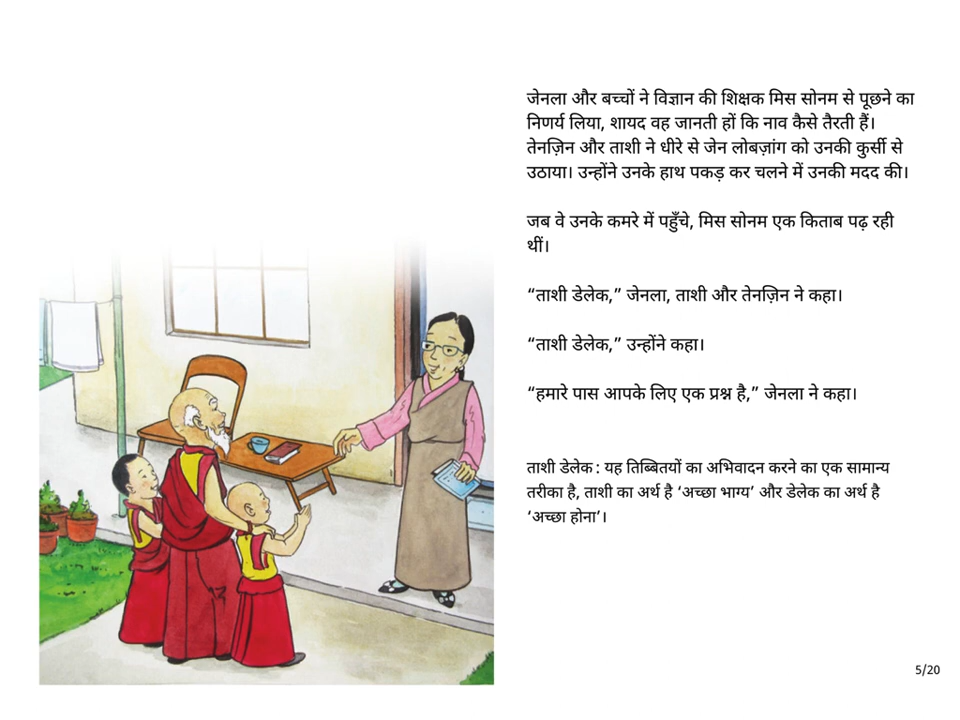 जेनला और बच्चों ने विज्ञान की शिक्षक मिस सोनम से पूछने का
निर्णय लिया, शायद वह जानती हों कि नाव कैसे तैरती हैं।
तेनज़िन और ताशी ने धीरे से जेन लोबज़ांग को उनकी कुर्सी से
उठाया। उन्होंने उनके हाथ पकड़ कर चलने में उनकी मदद की।
जब वे उनके कमरे में पहुँचे, मिस सोनम एक किताब पढ़ रही
थीं।
“ताशी डेलेक,” जेनला, ताशी और तेनज़िन ने कहा।
“ताशी डेलेक,” उन्होंने कहा।
“हमारे पास आपके लिए एक प्रश्न है,” जेनला ने कहा।
ताशी डेलेक : यह तिब्बितयों का अभिवादन करने का एक सामान्य
तरीका है, ताशी का अर्थ है ‘अच्छा भाग्य’ और डेलेक का अर्थ है
‘अच्छा होना’।
5/20